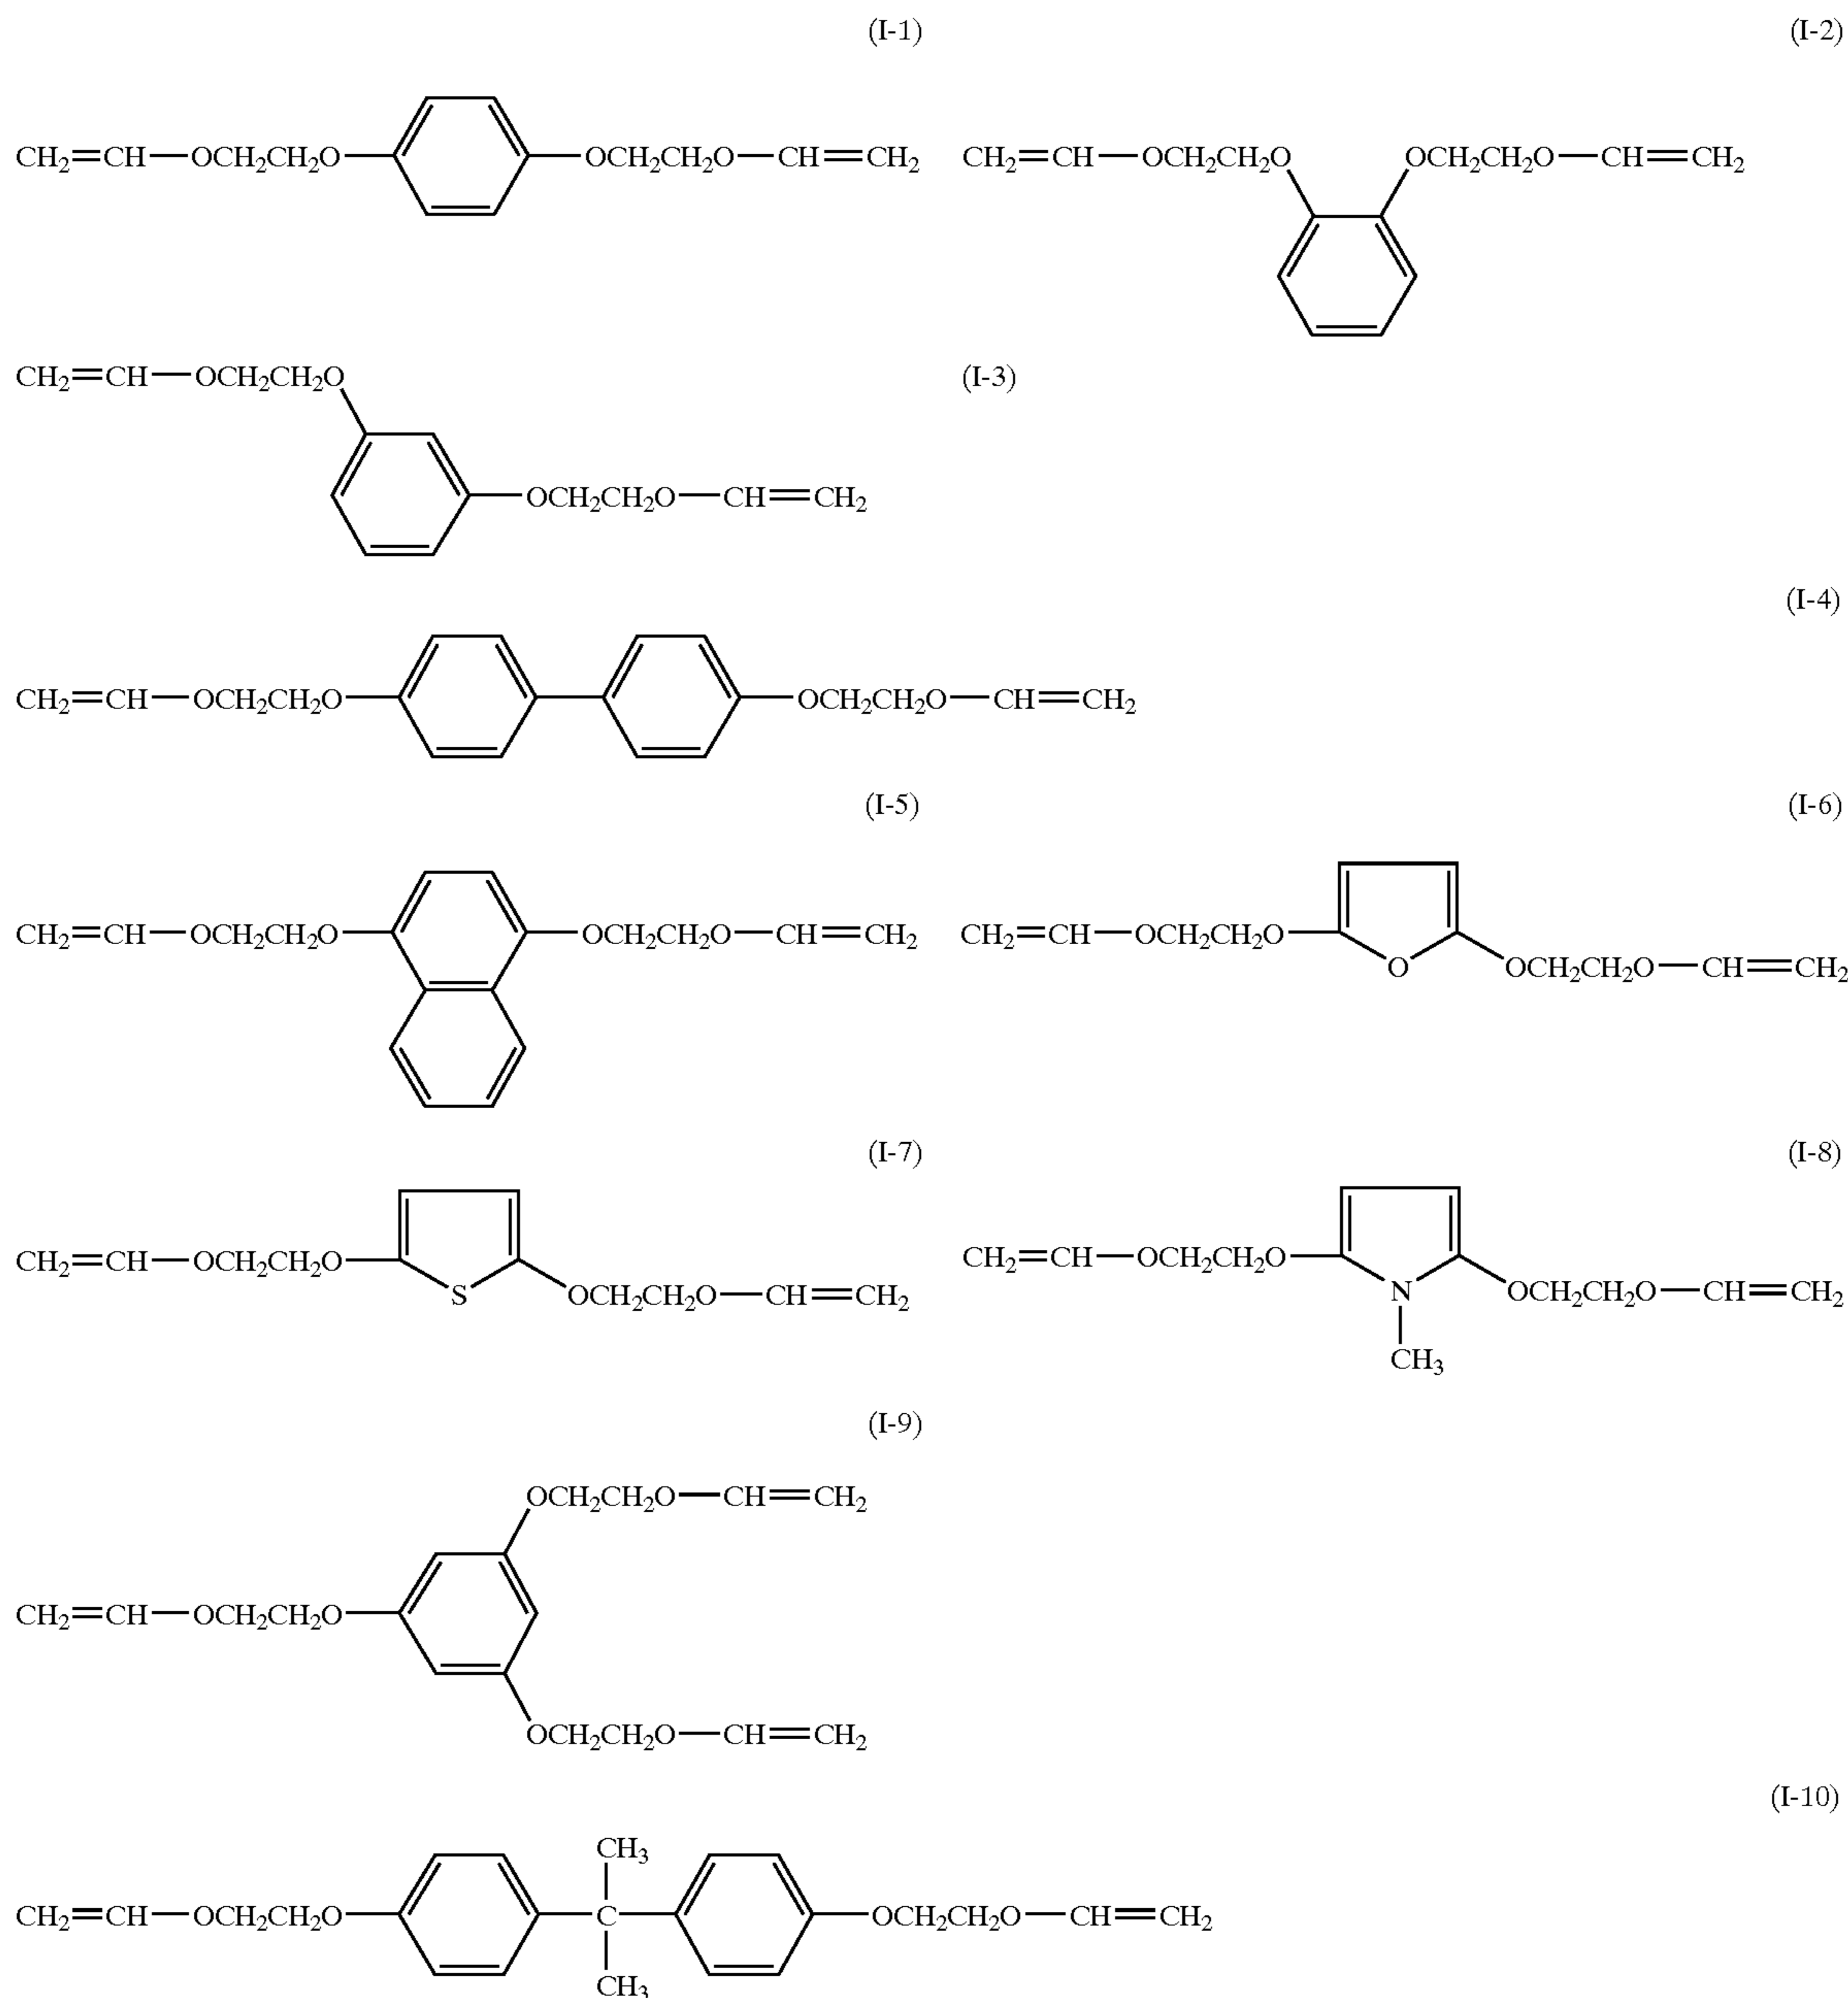 (I-1)
CH₂=CH—OCH₂CH₂O—OCH₂CH₂O—CH=CH₂
(I-2)
CH₂=CH—OCH₂CH₂O OCH₂CH₂O—CH=CH₂
(I-3)
CH₂=CH—OCH₂CH₂O
OCH₂CH₂O—CH=CH₂
(I-4)
CH₂=CH—OCH₂CH₂O—OCH₂CH₂O—CH=CH₂
(I-5)
CH₂=CH—OCH₂CH₂O—OCH₂CH₂O—CH=CH₂
(I-6)
CH₂=CH—OCH₂CH₂O
O
OCH₂CH₂O—CH=CH₂
(I-7)
CH₂=CH—OCH₂CH₂O
S
OCH₂CH₂O—CH=CH₂
(I-8)
CH₂=CH—OCH₂CH₂O
N
OCH₂CH₂O—CH=CH₂
CH₃
(I-9)
OCH₂CH₂O—CH=CH₂
CH₂=CH—OCH₂CH₂O
OCH₂CH₂O—CH=CH₂
(I-10)
CH₃
CH₂=CH—OCH₂CH₂O—C—OCH₂CH₂O—CH=CH₂
CH₃